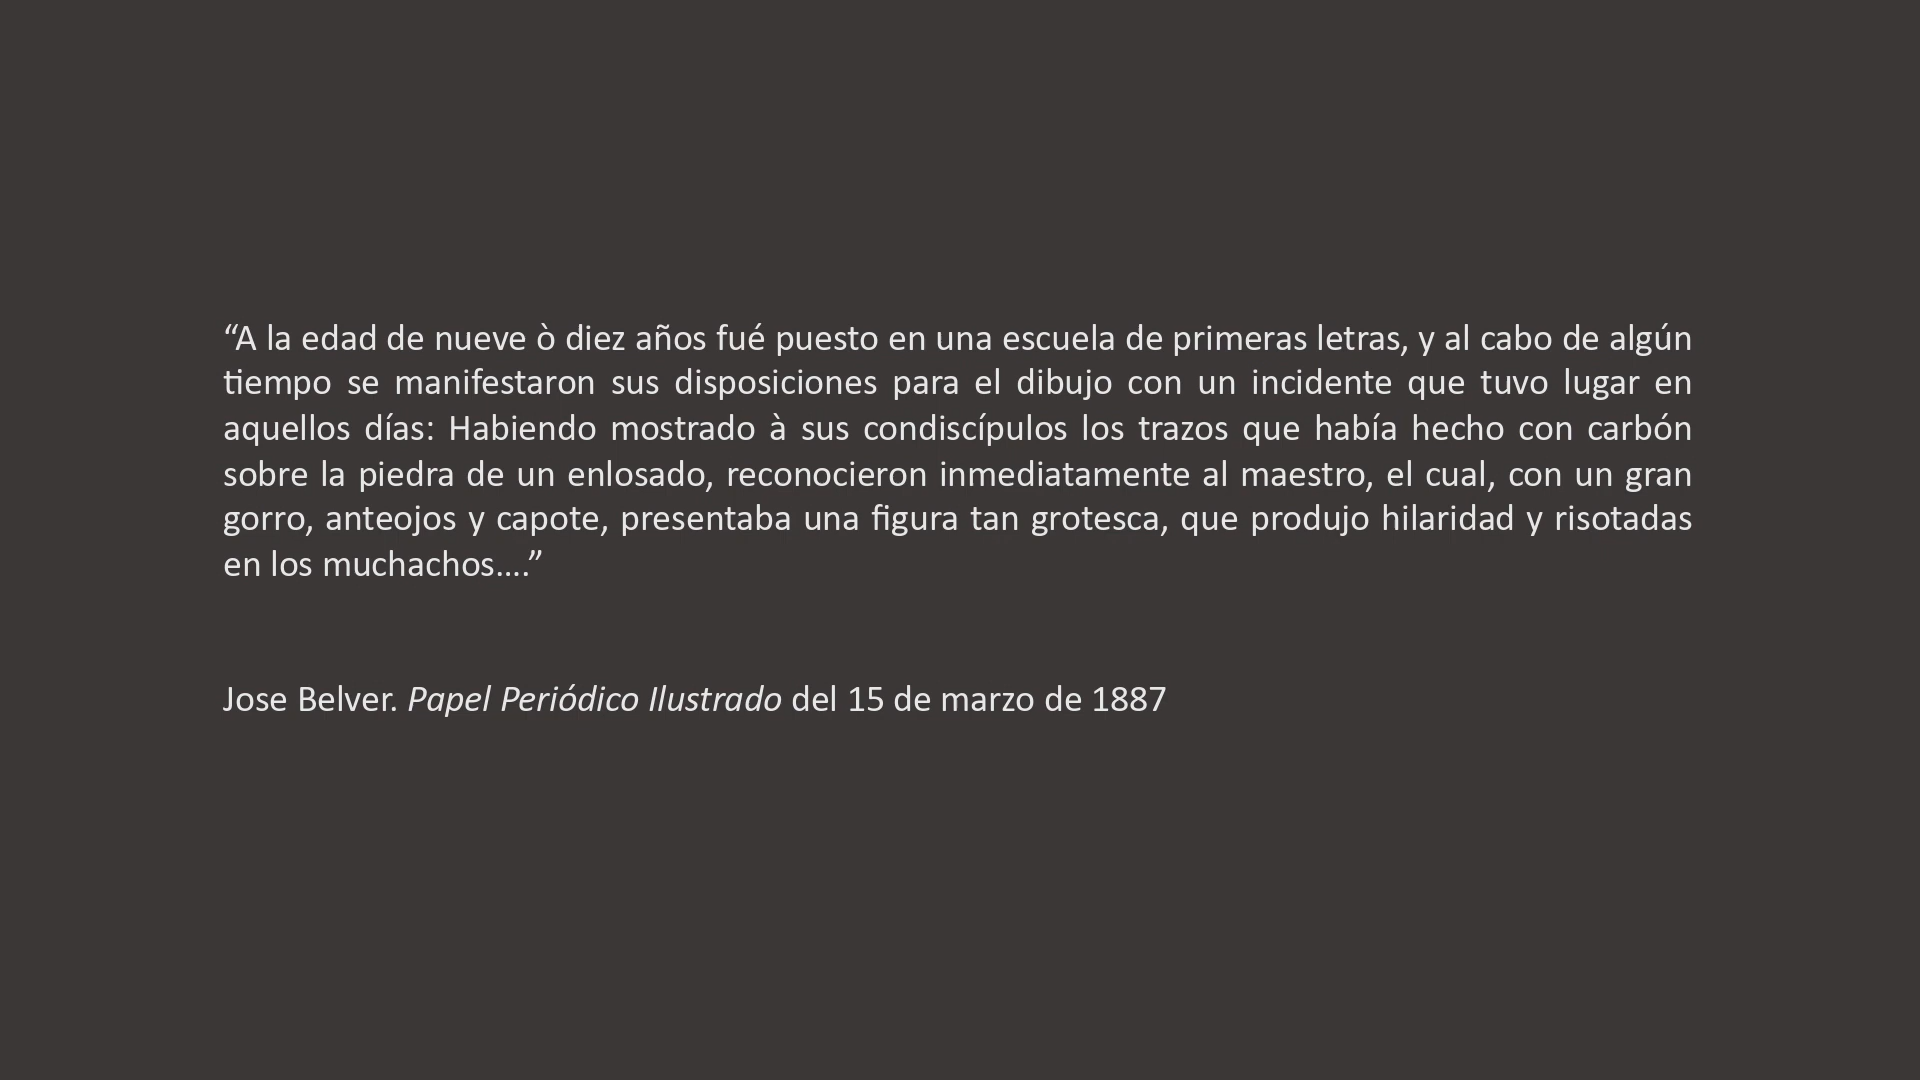 “A la edad de nueve ò diez años fué puesto en una escuela de primeras letras, y al cabo de algún
tiempo se manifestaron sus disposiciones para el dibujo con un incidente que tuvo lugar en
aquellos días: Habiendo mostrado à sus condiscípulos los trazos que había hecho con carbón
sobre la piedra de un enlosado, reconocieron inmediatamente al maestro, el cual, con un gran
gorro, anteojos y capote, presentaba una figura tan grotesca, que produjo hilaridad y risotadas
en los muchachos....”
Jose Belver. Papel Periódico Ilustrado del 15 de marzo de 1887